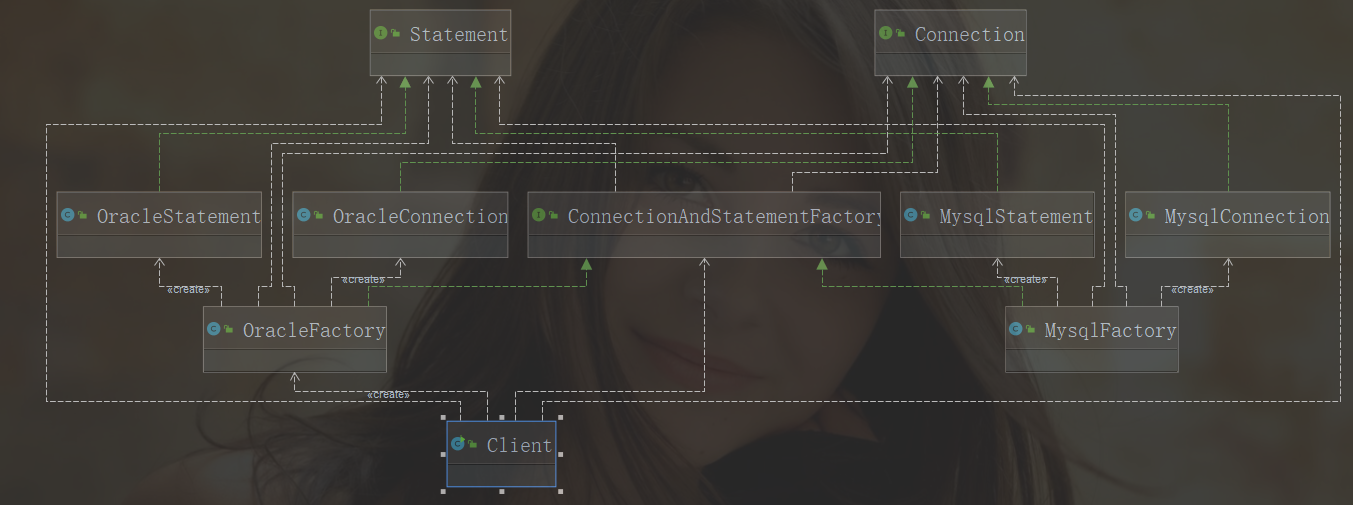 Statement
Connection
OracleStatement
OracleConnection
ConnectionAndStatementFactory
MysqlStatement
MysqlConnection
«create»
«create»
«create»
«create»
OracleFactory
MysqlFactory
«create»
Client